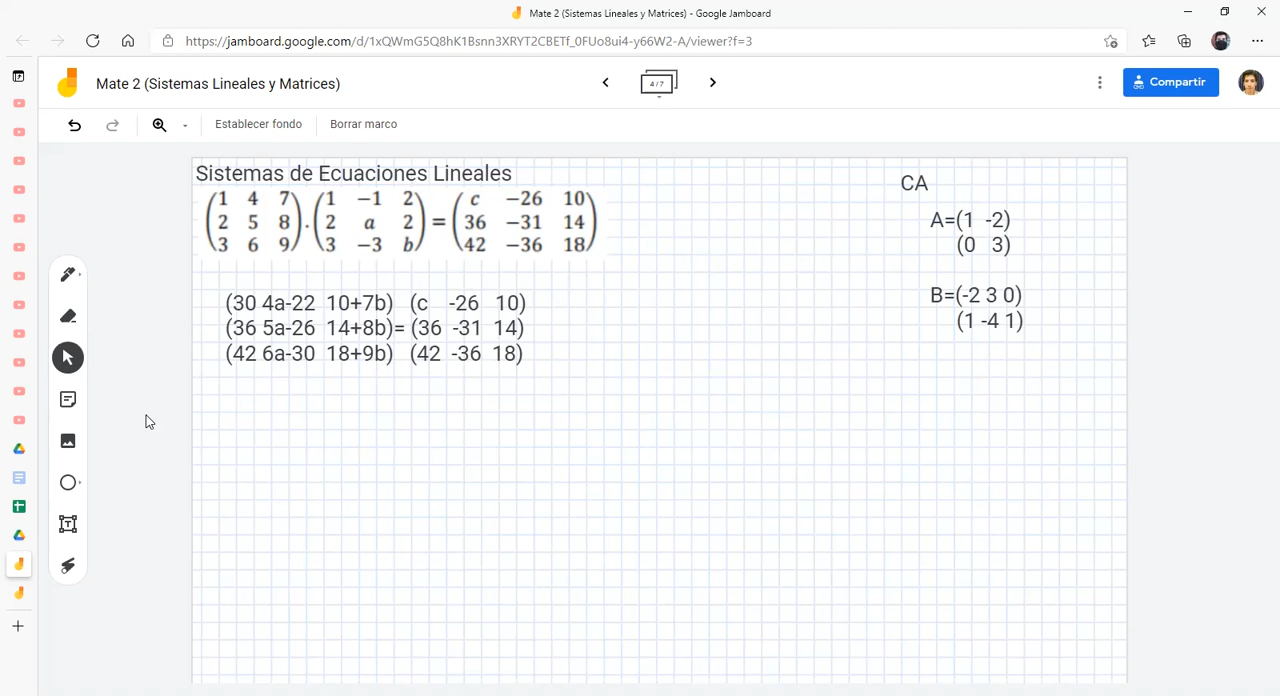 Mate 2 (Sistemas Lineales y Matrices) - Google Jamboard
https://jamboard.google.com/d/1xQWmG5Q8hK1Bsnn3XRYT2CBETf_0FUo8ui4-y66W2-A/viewer?f=3
Mate 2 (Sistemas Lineales y Matrices)
4 / 7
Compartir
Establecer fondo
Borrar marco
Sistemas de Ecuaciones Lineales
(1 4 7) (1 −1 2) (c −26 10)
(2 5 8) . (2 a 2) = (36 −31 14)
(3 6 9) (3 −3 b) (42 −36 18)
(30 4a-22 10+7b) (c -26 10)
(36 5a-26 14+8b)= (36 -31 14)
(42 6a-30 18+9b) (42 -36 18)
CA
A=(1 -2)
(0 3)
B=(-2 3 0)
(1 -4 1)